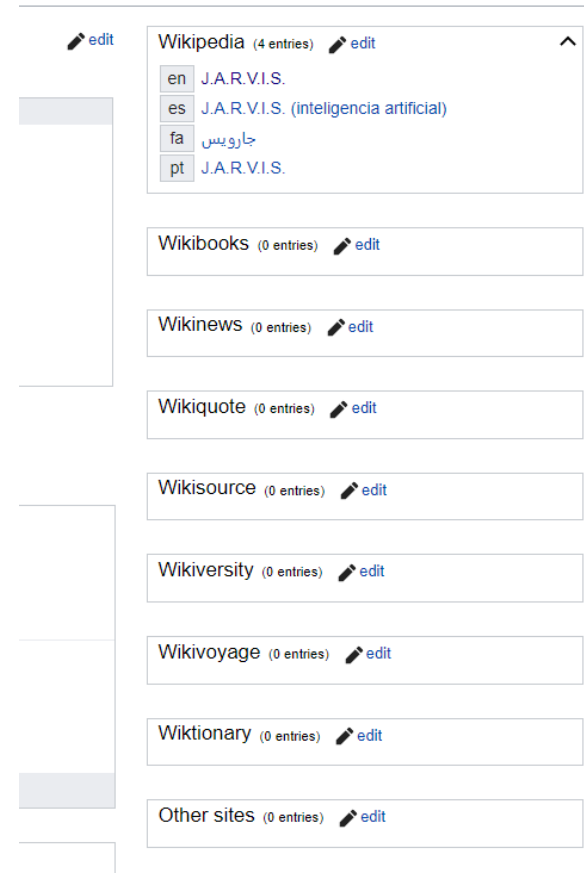 edit
Wikipedia (4 entries) edit
en J.A.R.V.I.S.
es J.A.R.V.I.S. (inteligencia artificial)
fa جارویس
pt J.A.R.V.I.S.
Wikibooks (0 entries) edit
Wikinews (0 entries) edit
Wikiquote (0 entries) edit
Wikisource (0 entries) edit
Wikiversity (0 entries) edit
Wikivoyage (0 entries) edit
Wiktionary (0 entries) edit
Other sites (0 entries) edit